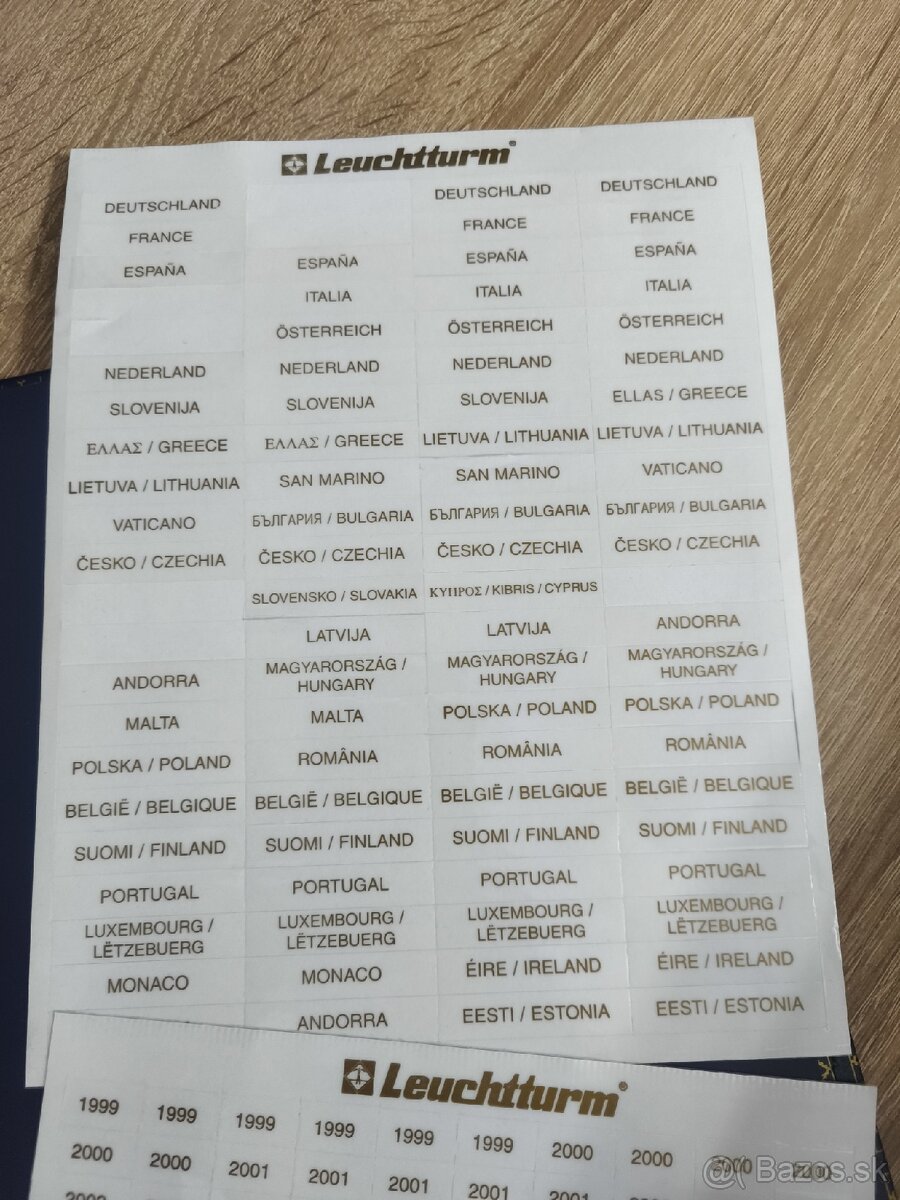 Leuchtturm®
DEUTSCHLAND DEUTSCHLAND DEUTSCHLAND
FRANCE FRANCE FRANCE
ESPAÑA ESPAÑA ESPAÑA ESPAÑA
ITALIA ITALIA ITALIA
ÖSTERREICH ÖSTERREICH ÖSTERREICH
NEDERLAND NEDERLAND NEDERLAND NEDERLAND
SLOVENIJA SLOVENIJA SLOVENIJA ELLAS / GREECE
ΕΛΛΑΣ / GREECE ΕΛΛΑΣ / GREECE LIETUVA / LITHUANIA LIETUVA / LITHUANIA
LIETUVA / LITHUANIA SAN MARINO SAN MARINO VATICANO
VATICANO БЪЛГАРИЯ / BULGARIA БЪЛГАРИЯ / BULGARIA БЪЛГАРИЯ / BULGARIA
ČESKO / CZECHIA ČESKO / CZECHIA ČESKO / CZECHIA ČESKO / CZECHIA
SLOVENSKO / SLOVAKIA ΚΥΠΡΟΣ / KIBRIS / CYPRUS
LATVIJA LATVIJA ANDORRA
ANDORRA MAGYARORSZÁG / HUNGARY MAGYARORSZÁG / HUNGARY MAGYARORSZÁG / HUNGARY
MALTA MALTA POLSKA / POLAND POLSKA / POLAND
POLSKA / POLAND ROMÂNIA ROMÂNIA ROMÂNIA
BELGIË / BELGIQUE BELGIË / BELGIQUE BELGIË / BELGIQUE BELGIË / BELGIQUE
SUOMI / FINLAND SUOMI / FINLAND SUOMI / FINLAND SUOMI / FINLAND
PORTUGAL PORTUGAL PORTUGAL PORTUGAL
LUXEMBOURG / LËTZEBUERG LUXEMBOURG / LËTZEBUERG LUXEMBOURG / LËTZEBUERG LUXEMBOURG / LËTZEBUERG
MONACO MONACO ÉIRE / IRELAND ÉIRE / IRELAND
ANDORRA EESTI / ESTONIA EESTI / ESTONIA
Leuchtturm®
1999 1999 1999 1999 1999 1999 2000 2000 2000 2000
2000 2000 2001 2001 2001 2001 2001
Bazos.sk